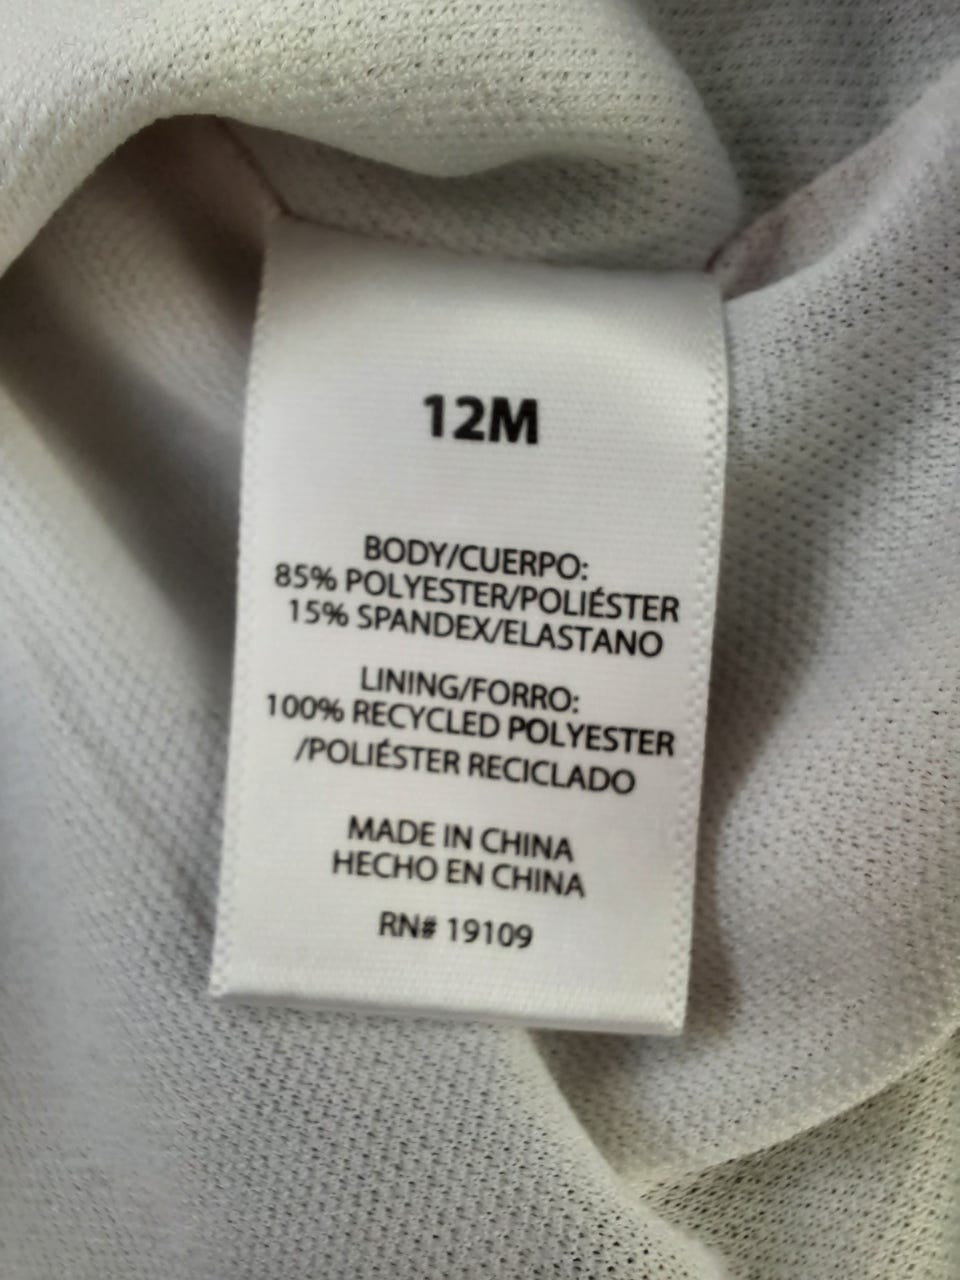 12M
BODY/CUERPO:
85% POLYESTER/POLIÉSTER
15% SPANDEX/ELASTANO
LINING/FORRO:
100% RECYCLED POLYESTER
/POLIÉSTER RECICLADO
MADE IN CHINA
HECHO EN CHINA
RN# 19109